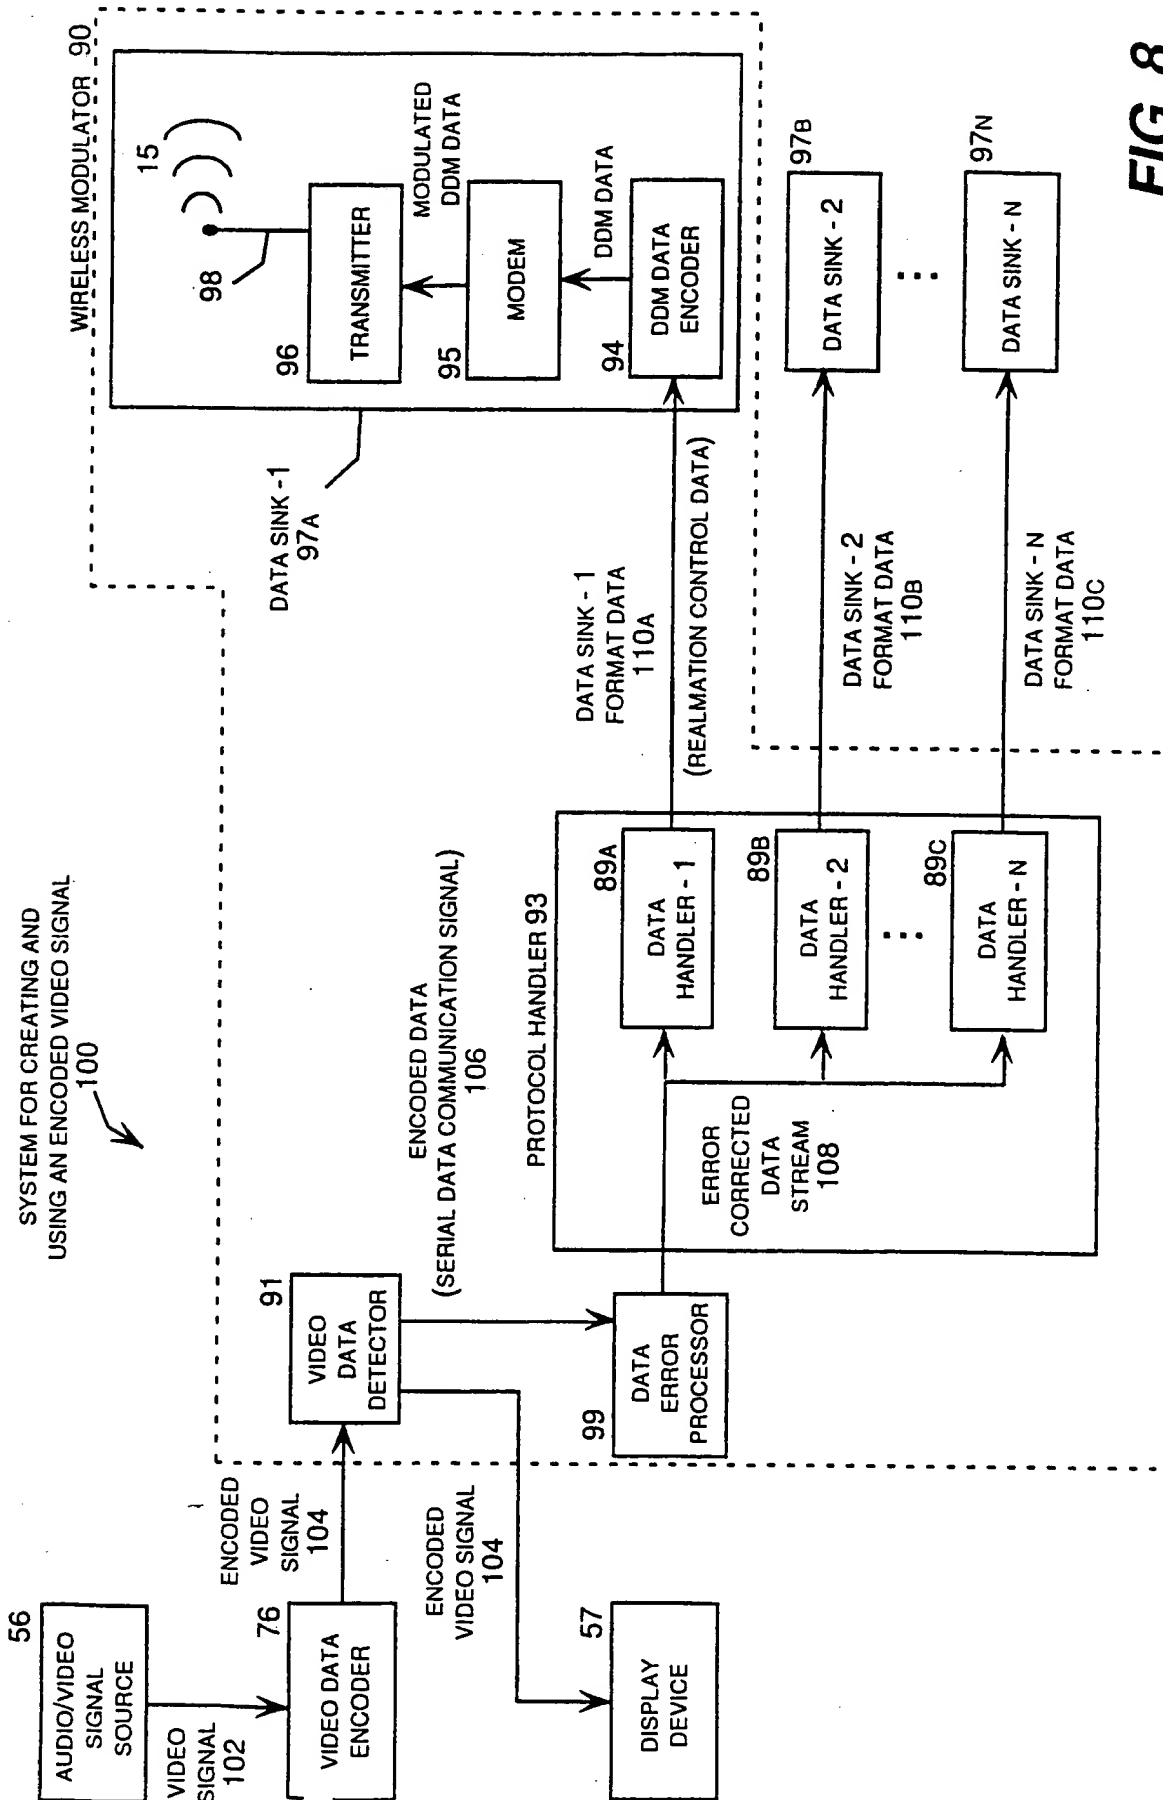 SYSTEM FOR CREATING AND
USING AN ENCODED VIDEO SIGNAL
100
56
AUDIO/VIDEO
SIGNAL
SOURCE
VIDEO
SIGNAL
102
76
VIDEO DATA
ENCODER
ENCODED
VIDEO
SIGNAL
104
ENCODED
VIDEO SIGNAL
104
57
DISPLAY
DEVICE
91
VIDEO
DATA
DETECTOR
ENCODED DATA
(SERIAL DATA COMMUNICATION SIGNAL)
106
99
DATA
ERROR
PROCESSOR
PROTOCOL HANDLER 93
ERROR
CORRECTED
DATA
STREAM
108
89A
DATA
HANDLER-1
89B
DATA
HANDLER-2
89C
DATA
HANDLER-N
DATA SINK - 1
FORMAT DATA
110A
(REALMATION CONTROL DATA)
DATA SINK - 2
FORMAT DATA
110B
DATA SINK - N
FORMAT DATA
110C
WIRELESS MODULATOR 90
DATA SINK -1
97A
15
98
96
TRANSMITTER
MODULATED
DDM DATA
95
MODEM
DDM DATA
94
DDM DATA
ENCODER
97B
DATA SINK - 2
97N
DATA SINK - N
FIG. 8